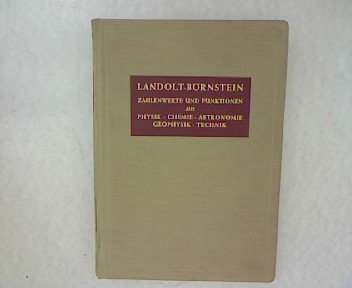 LANDOLT-BÖRNSTEIN
ZAHLENWERTE UND FUNKTIONEN
AUS
PHYSIK · CHEMIE · ASTRONOMIE
GEOPHYSIK · TECHNIK